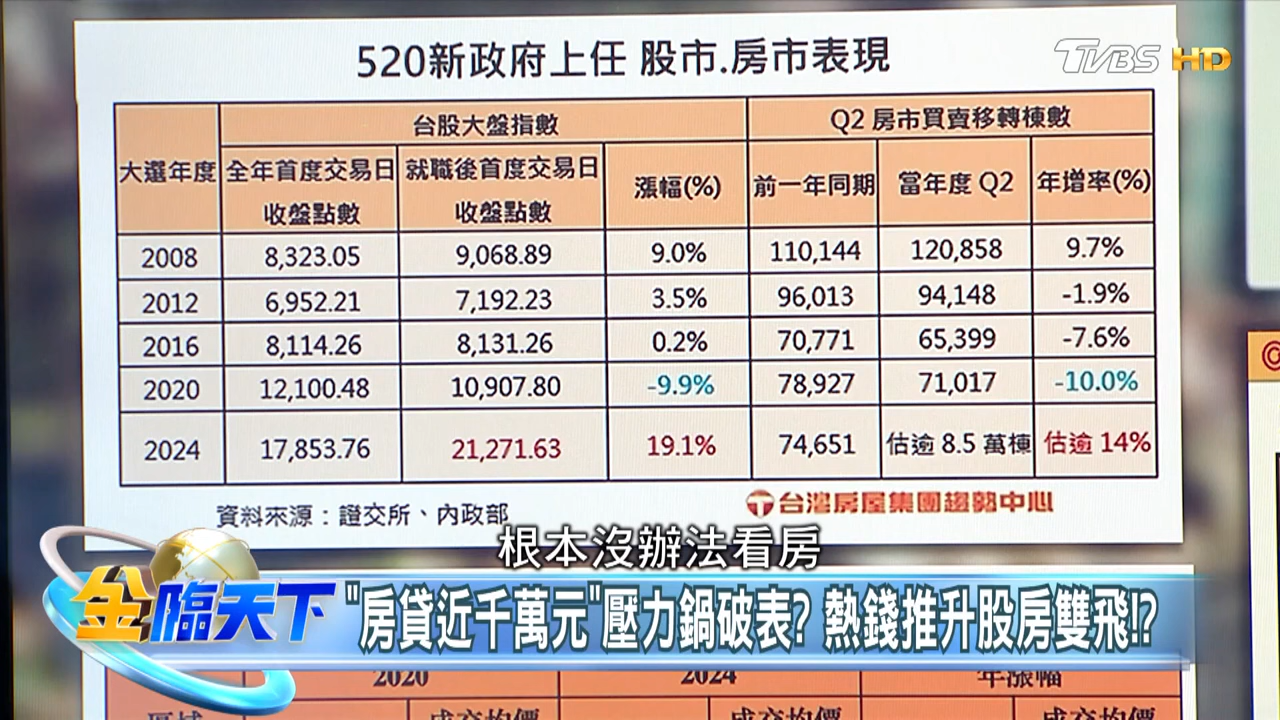 520新政府上任 股市.房市表現
TVBS HD
大選年度
台股大盤指數
Q2 房市買賣移轉棟數
全年首度交易日
收盤點數
就職後首度交易日
收盤點數
漲幅(%)
前一年同期
當年度 Q2
年增率(%)
2008 8,323.05 9,068.89 9.0% 110,144 120,858 9.7%
2012 6,952.21 7,192.23 3.5% 96,013 94,148 -1.9%
2016 8,114.26 8,131.26 0.2% 70,771 65,399 -7.6%
2020 12,100.48 10,907.80 -9.9% 78,927 71,017 -10.0%
2024 17,853.76 21,271.63 19.1% 74,651 估逾 8.5 萬棟 估逾 14%
資料來源：證交所、內政部
台灣房屋集團趨勢中心
根本沒辦法看房
金臨天下
"房貸近千萬元"壓力鍋破表? 熱錢推升股房雙飛!?
2020 2024 年漲幅
區域 成交均價 成交均價